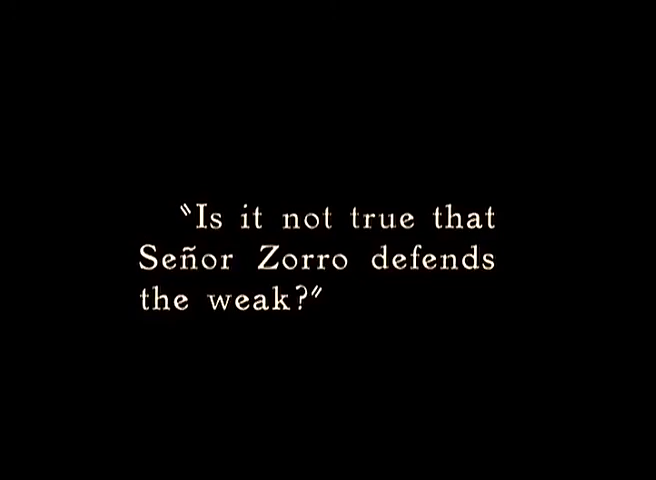 "Is it not true that
Señor Zorro defends
the weak?"